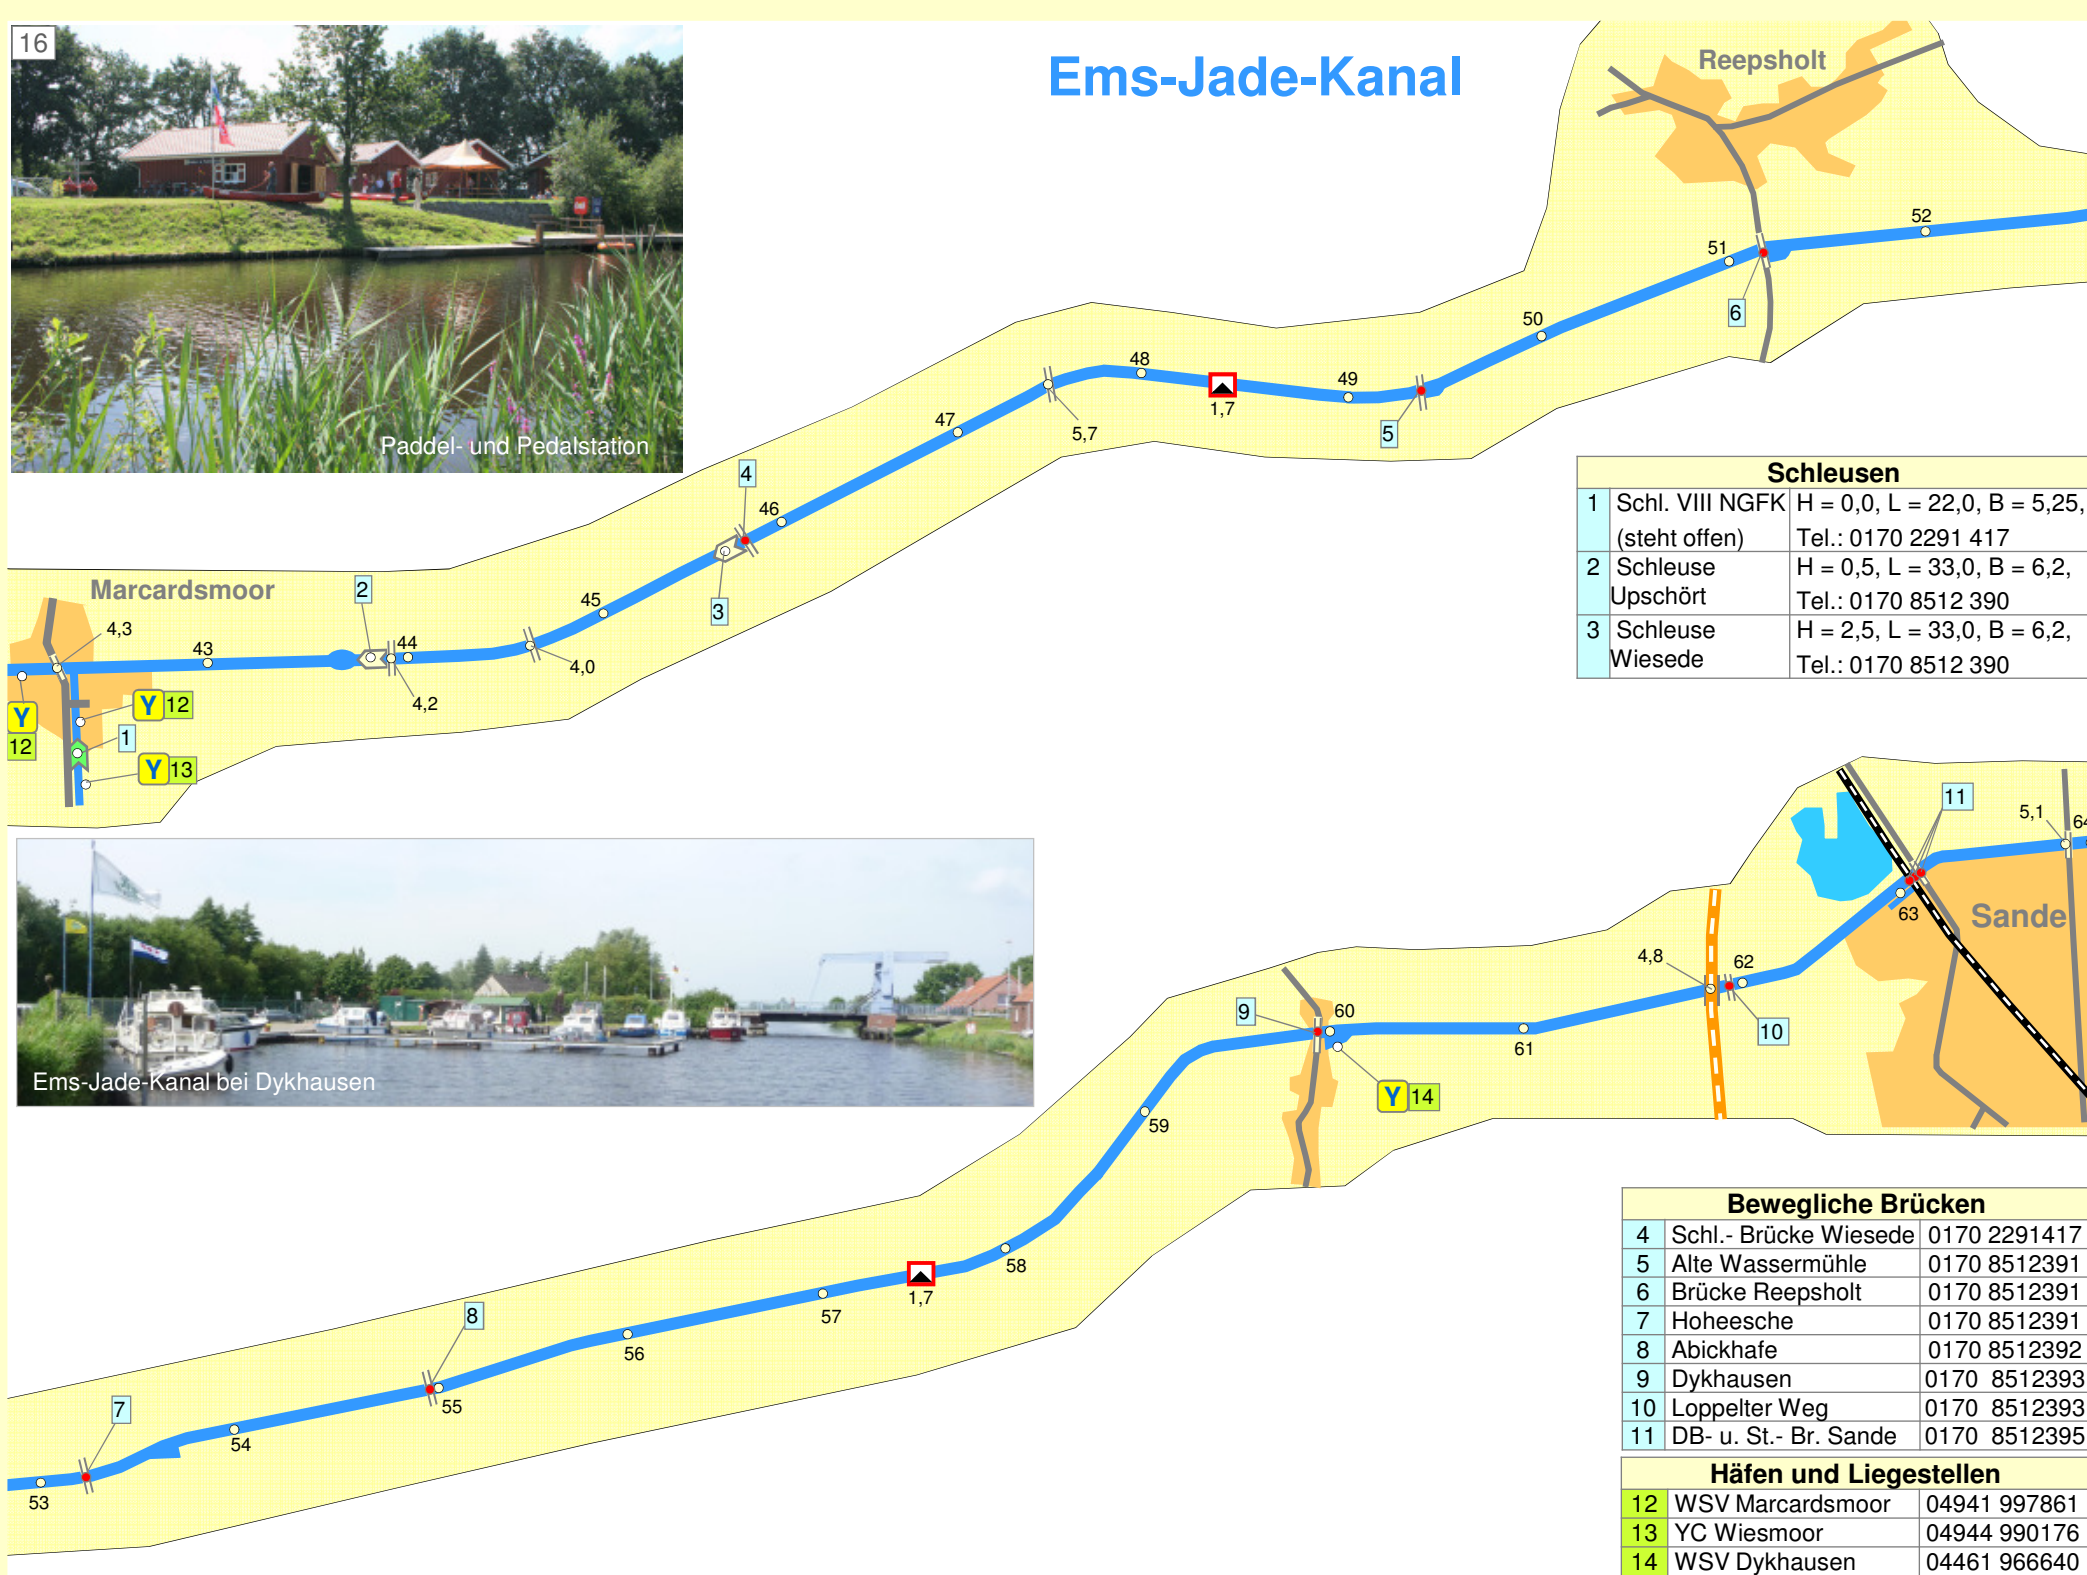 16
Paddel- und Pedalstation
Ems-Jade-Kanal
Reepsholt
52
51
6
50
48
49
1,7
5
47
5,7
4
46
3
45
Marcardsmoor
2
4,3
43
44
4,0
4,2
Y 12
Y
12
1
Y 13
Schleusen
1 Schl. VIII NGFK H = 0,0, L = 22,0, B = 5,25,
(steht offen) Tel.: 0170 2291 417
2 Schleuse H = 0,5, L = 33,0, B = 6,2,
Upschört Tel.: 0170 8512 390
3 Schleuse H = 2,5, L = 33,0, B = 6,2,
Wiesede Tel.: 0170 8512 390
Ems-Jade-Kanal bei Dykhausen
11
5,1
64
63
Sande
4,8
62
10
9
60
61
Y 14
59
58
1,7
57
56
8
55
7
54
53
Bewegliche Brücken
4 Schl.- Brücke Wiesede 0170 2291417
5 Alte Wassermühle 0170 8512391
6 Brücke Reepsholt 0170 8512391
7 Hoheesche 0170 8512391
8 Abickhafe 0170 8512392
9 Dykhausen 0170 8512393
10 Loppelter Weg 0170 8512393
11 DB- u. St.- Br. Sande 0170 8512395
Häfen und Liegestellen
12 WSV Marcardsmoor 04941 997861
13 YC Wiesmoor 04944 990176
14 WSV Dykhausen 04461 966640